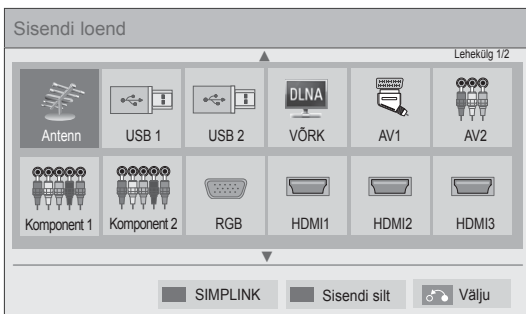 Sisendi loend
Lehekülg 1/2
DLNA
Antenn USB 1 USB 2 VÕRK AV1 AV2
Komponent 1 Komponent 2 RGB HDMI1 HDMI2 HDMI3
SIMPLINK Sisendi silt Välju